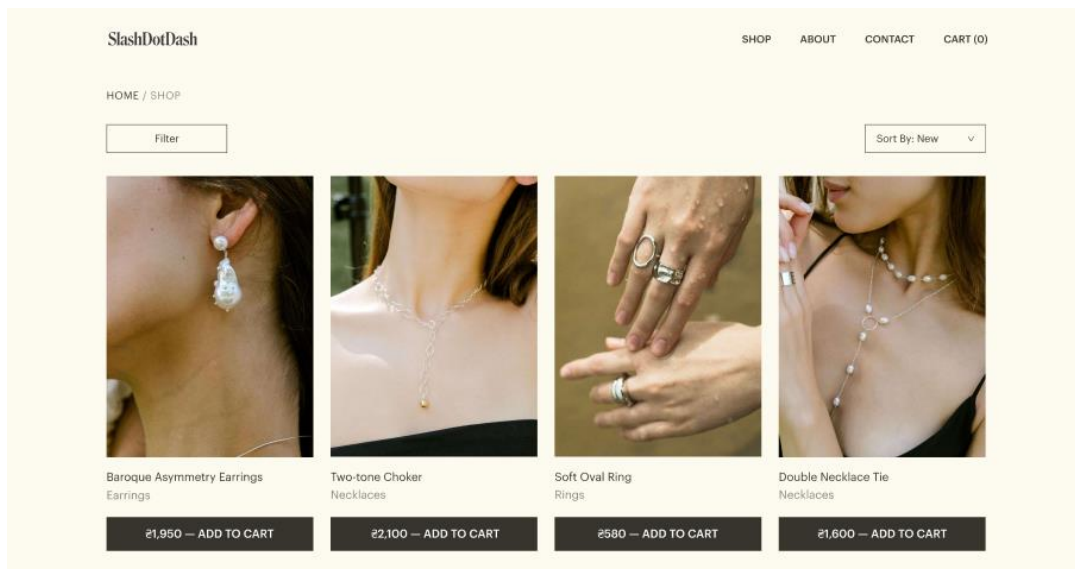 SlashDotDash
SHOP ABOUT CONTACT CART (0)
HOME / SHOP
Filter
Sort By: New
Baroque Asymmetry Earrings
Earrings
₴1,950 — ADD TO CART
Two-tone Choker
Necklaces
₴2,100 — ADD TO CART
Soft Oval Ring
Rings
₴580 — ADD TO CART
Double Necklace Tie
Necklaces
₴1,600 — ADD TO CART